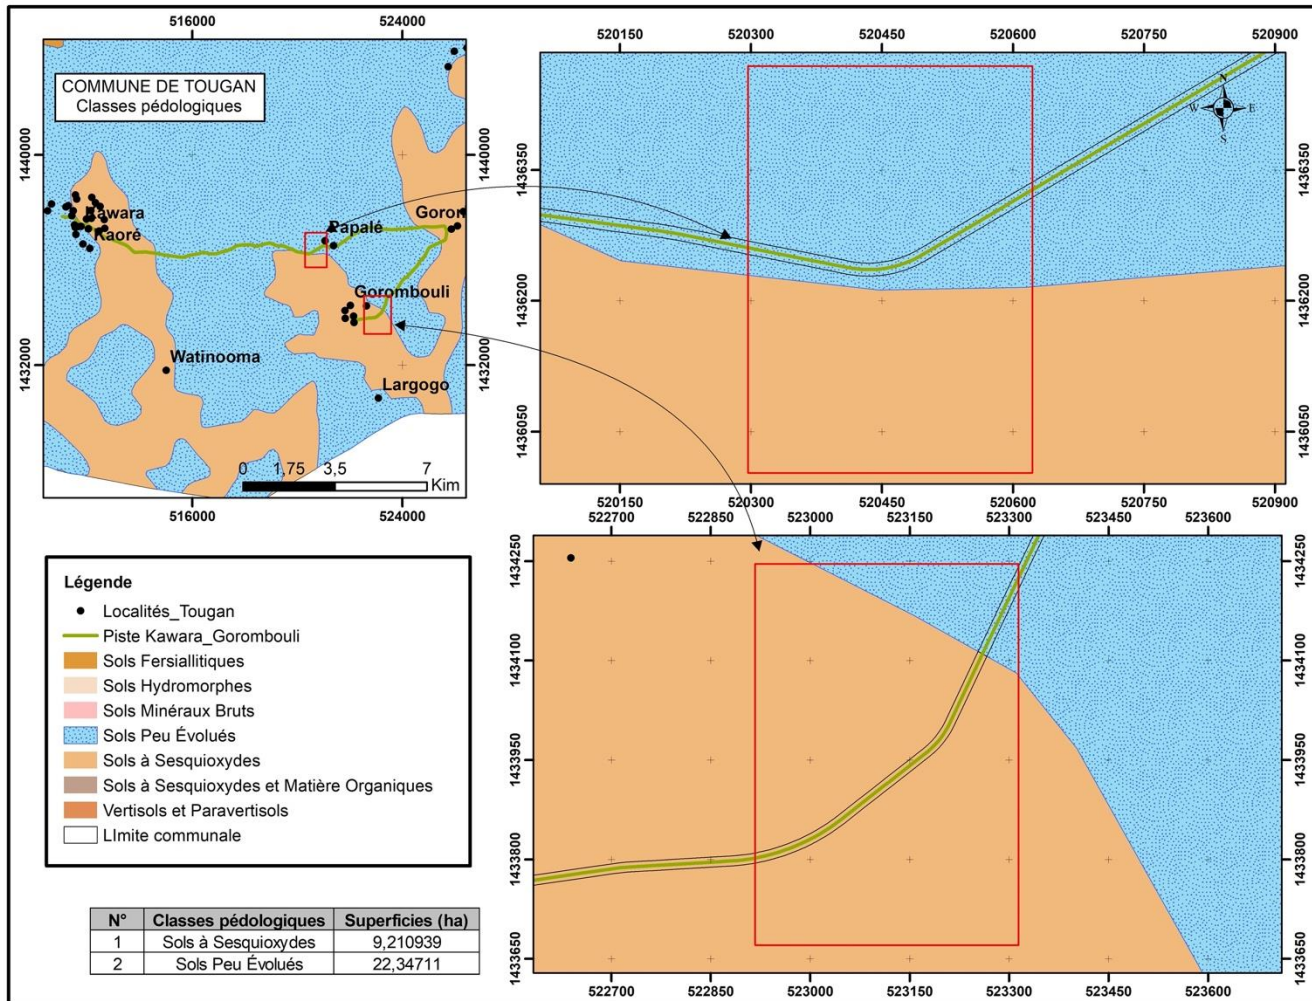 516000 524000
COMMUNE DE TOUGAN
Classes pédologiques
1440000 1440000
Kawara
Kaoré
Papalé
Goron
Gorombouli
Watinooma
Largogo
1432000 1432000
0 1,75 3,5 7
Kim
516000 524000
520150 520300 520450 520600 520750 520900
N
W E
S
1436350 1436350
1436200 1436200
1436050 1436050
520150 520300 520450 520600 520750 520900
522700 522850 523000 523150 523300 523450 523600
1434250 1434250
1434100 1434100
1433950 1433950
1433800 1433800
1433650 1433650
522700 522850 523000 523150 523300 523450 523600
Légende
Localités_Tougan
Piste Kawara_Gorombouli
Sols Fersiallitiques
Sols Hydromorphes
Sols Minéraux Bruts
Sols Peu Évolués
Sols à Sesquioxydes
Sols à Sesquioxydes et Matière Organiques
Vertisols et Paravertisols
LImite communale
N° Classes pédologiques Superficies (ha)
1 Sols à Sesquioxydes 9,210939
2 Sols Peu Évolués 22,34711